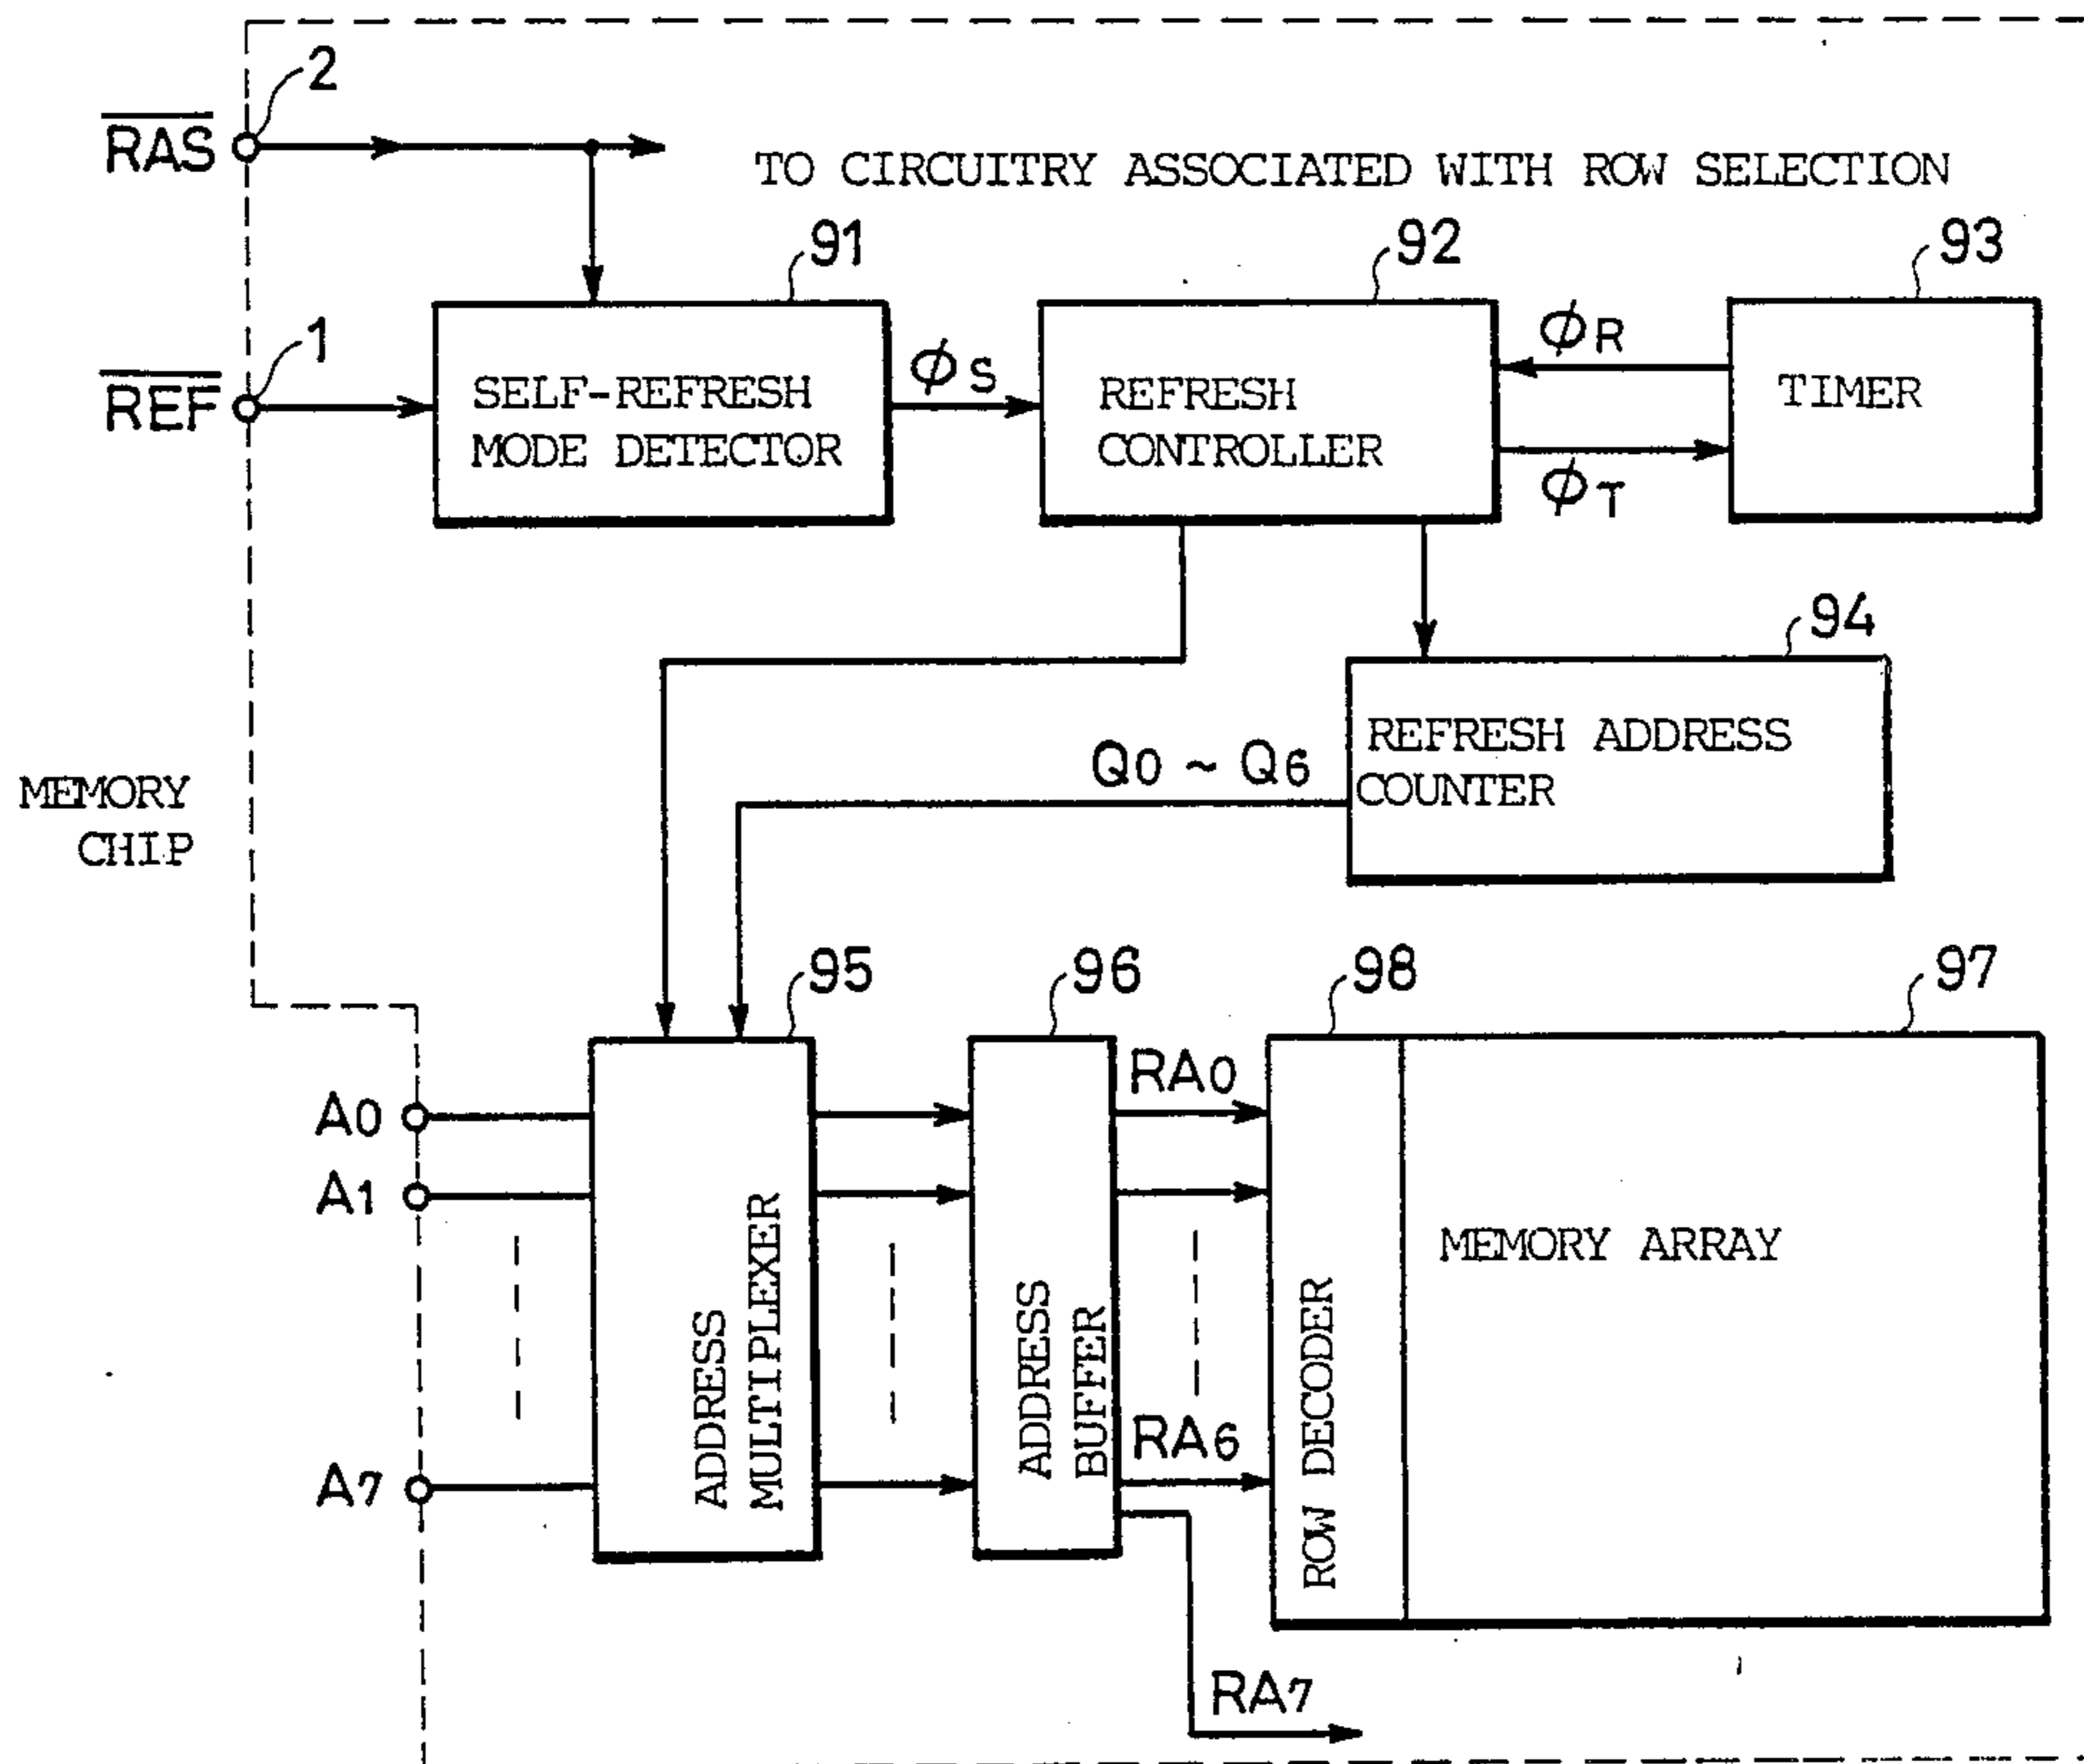 2
R̅A̅S̅
TO CIRCUITRY ASSOCIATED WITH ROW SELECTION
91
92
93
1
R̅E̅F̅
SELF-REFRESH
MODE DETECTOR
ϕS
REFRESH
CONTROLLER
ϕR
ϕT
TIMER
94
REFRESH ADDRESS
COUNTER
Q0 ~ Q6
MEMORY
CHIP
95
96
98
97
A0
A1
A7
ADDRESS
MULTIPLEXER
ADDRESS
BUFFER
RA0
RA6
RA7
ROW DECODER
MEMORY ARRAY